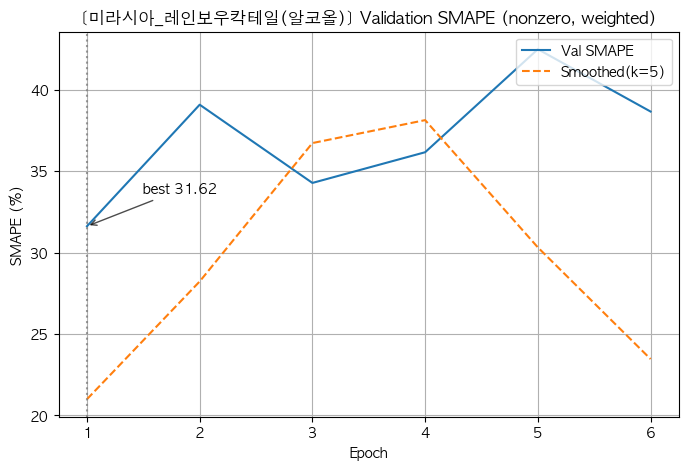 [미라시아_레인보우칵테일(알코올)] Validation SMAPE (nonzero, weighted)
Val SMAPE
Smoothed(k=5)
best 31.62
SMAPE (%)
40
35
30
25
20
1 2 3 4 5 6
Epoch